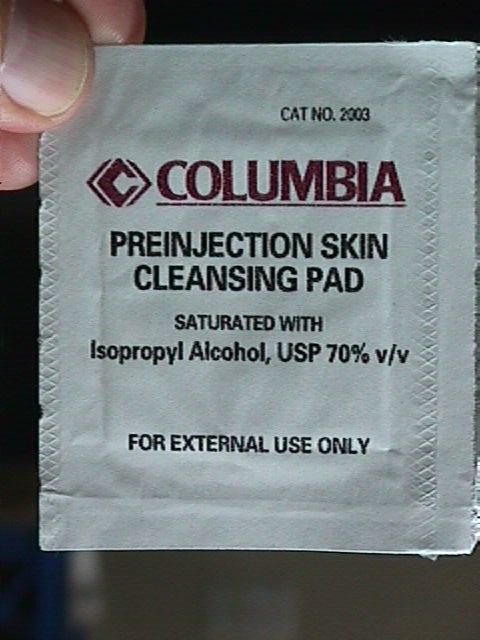 CAT NO. 2003
COLUMBIA
PREINJECTION SKIN
CLEANSING PAD
SATURATED WITH
Isopropyl Alcohol, USP 70% v/v
FOR EXTERNAL USE ONLY